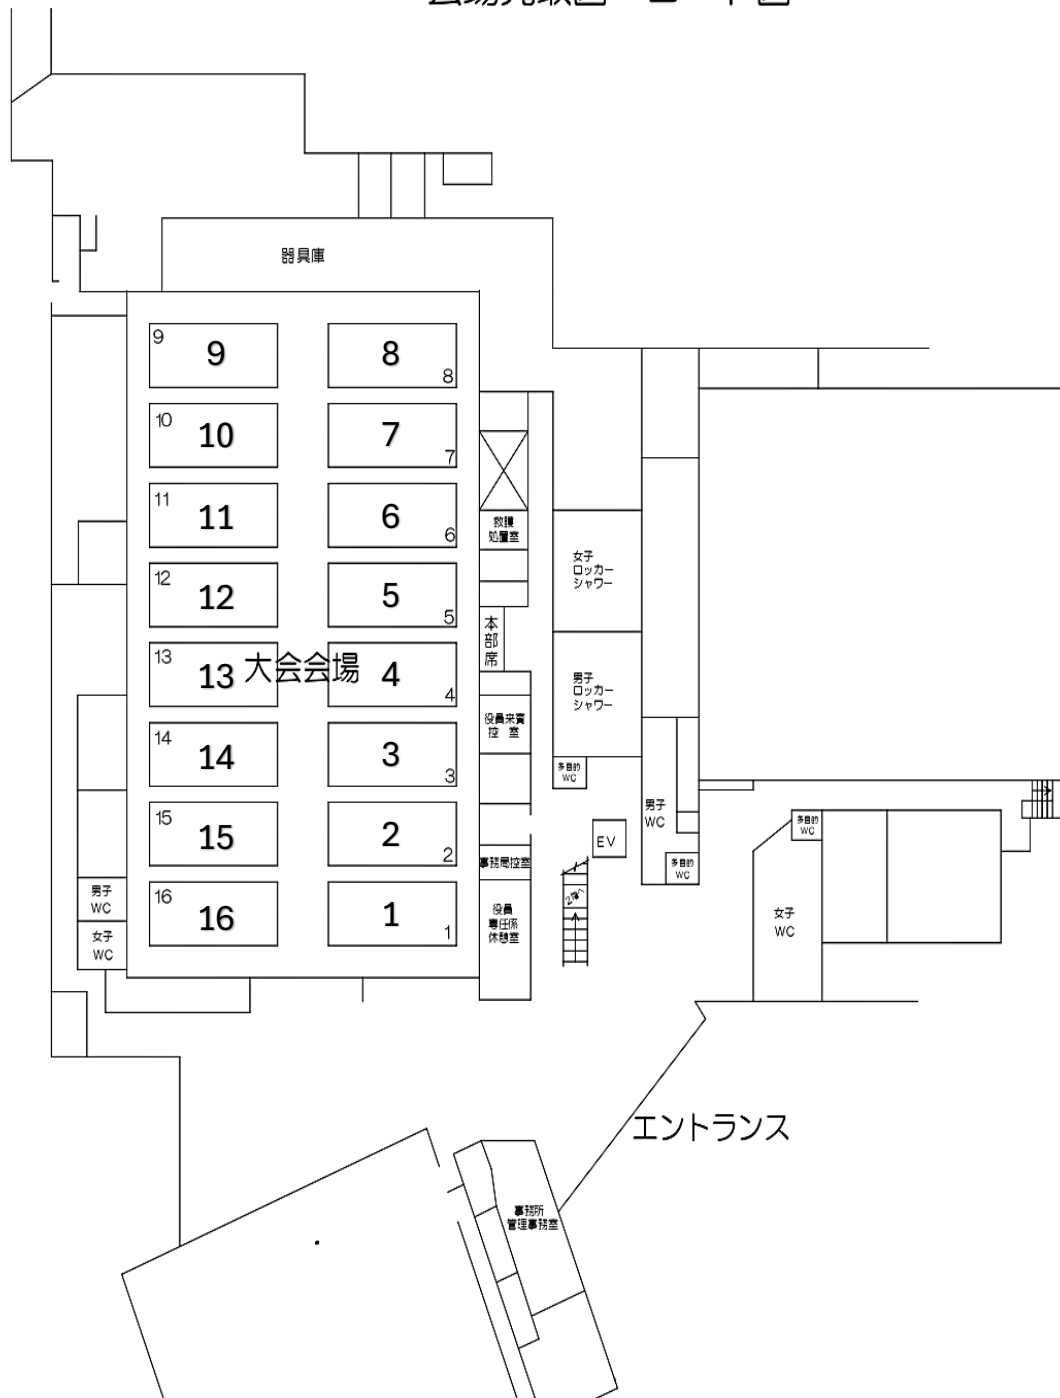 器具庫
9
9
8
8
10
10
7
7
11
11
6
6
救護
処置室
12
12
5
5
女子
ロッカー
シャワー
本部席
13
13
大会会場
4
4
男子
ロッカー
シャワー
役員来賓
控 室
14
14
3
3
多目的
WC
男子
WC
15
15
2
2
EV
多目的
WC
事務局控室
多目的
WC
男子
WC
16
16
1
1
役員
専任係
休憩室
2階へ
女子
WC
女子
WC
エントランス
事務所
管理事務室